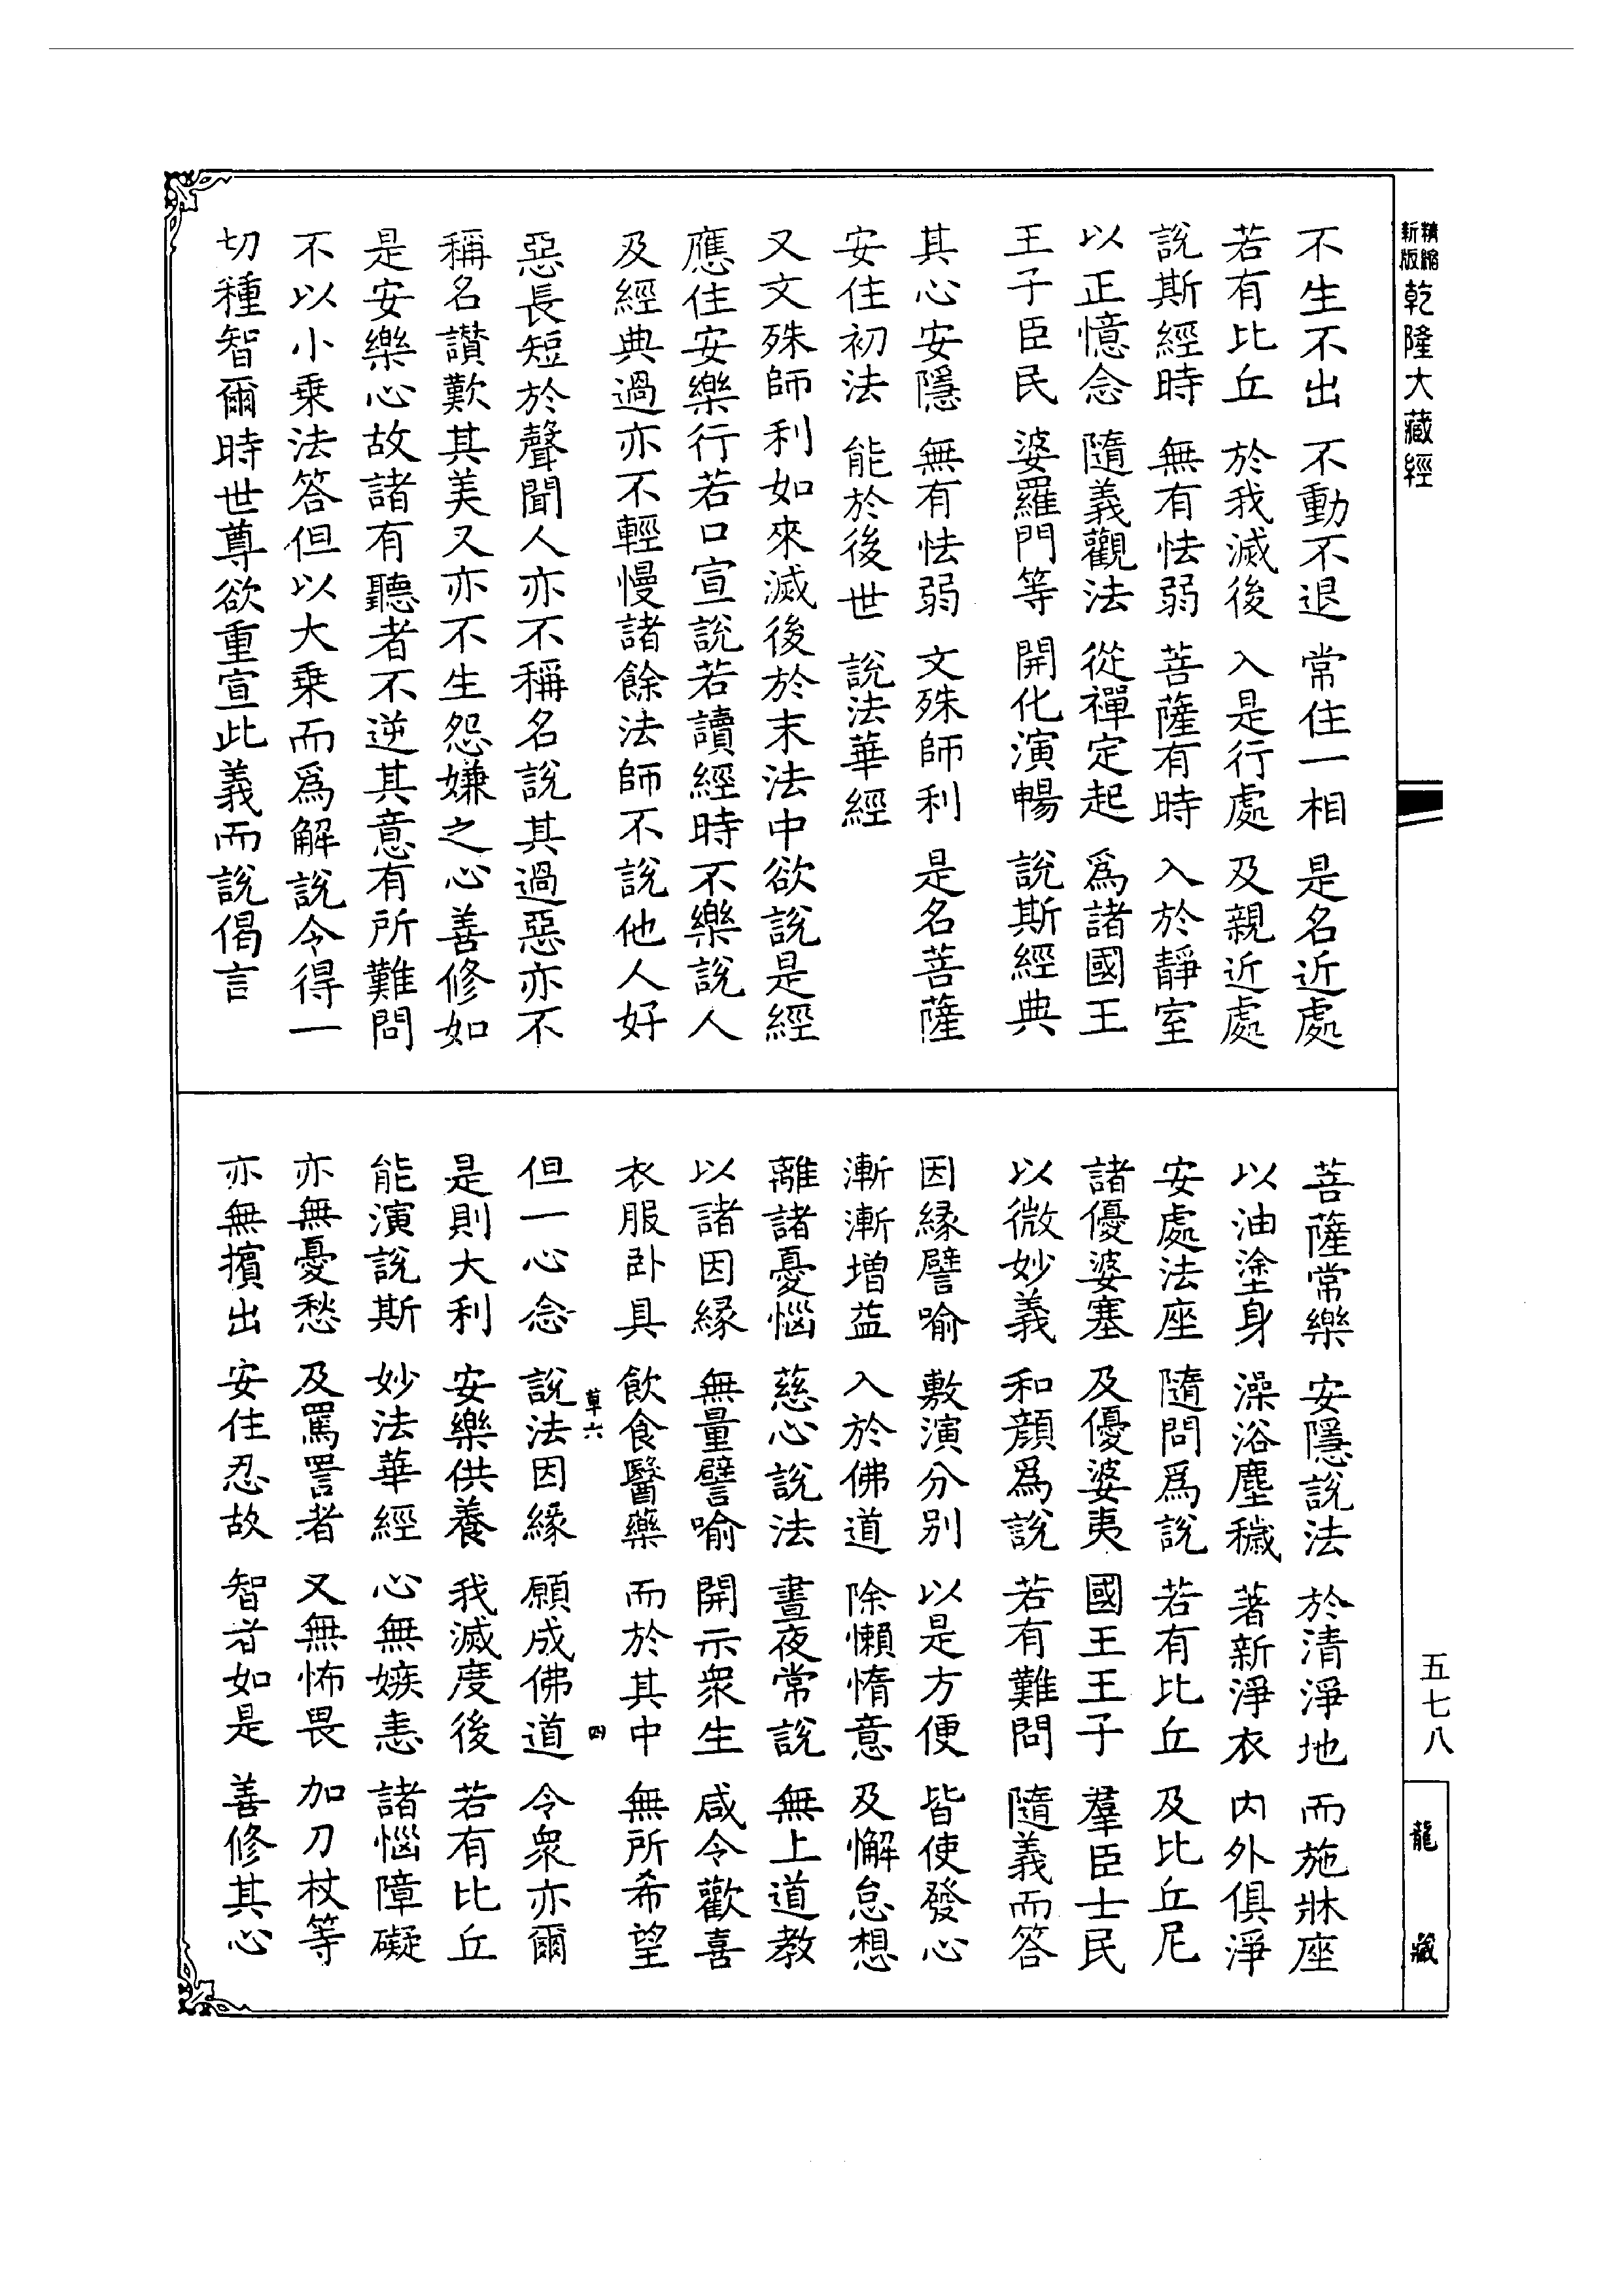 精縮
新版
乾隆大藏經
不生不出　不動不退　常住一相　是名近處
若有比丘　於我滅後　入是行處　及親近處
說斯經時　無有怯弱　菩薩有時　入於靜室
以正憶念　隨義觀法　從禪定起　爲諸國王
王子臣民　婆羅門等　開化演暢　說斯經典
其心安隱　無有怯弱　文殊師利　是名菩薩
安住初法　能於後世　說法華經
又文殊師利如來滅後於末法中欲說是經
應住安樂行若口宣說若讀經時不樂說人
及經典過亦不輕慢諸餘法師不說他人好
惡長短於聲聞人亦不稱名說其過惡亦不
稱名讚歎其美又亦不生怨嫌之心善修如
是安樂心故諸有聽者不逆其意有所難問
不以小乘法答但以大乘而爲解說令得一
切種智爾時世尊欲重宣此義而說偈言
菩薩常樂　安隱說法　於清淨地　而施牀座
以油塗身　澡浴塵穢　著新淨衣　內外俱淨
安處法座　隨問爲說　若有比丘　及比丘尼
諸優婆塞　及優婆夷　國王王子　羣臣士民
以微妙義　和顏爲說　若有難問　隨義而答
因緣譬喻　敷演分別　以是方便　皆使發心
漸漸增益　入於佛道　除懶惰意　及懈怠想
離諸憂惱　慈心說法　晝夜常說　無上道教
以諸因緣　無量譬喻　開示衆生　咸令歡喜
衣服卧具　飲食醫藥　而於其中　無所希望
草六　四
但一心念　說法因緣　願成佛道　令衆亦爾
是則大利　安樂供養　我滅度後　若有比丘
能演說斯　妙法華經　心無嫉恚　諸惱障礙
亦無憂愁　及罵詈者　又無怖畏　加刀杖等
亦無擯出　安住忍故　智者如是　善修其心
五七八
龍藏